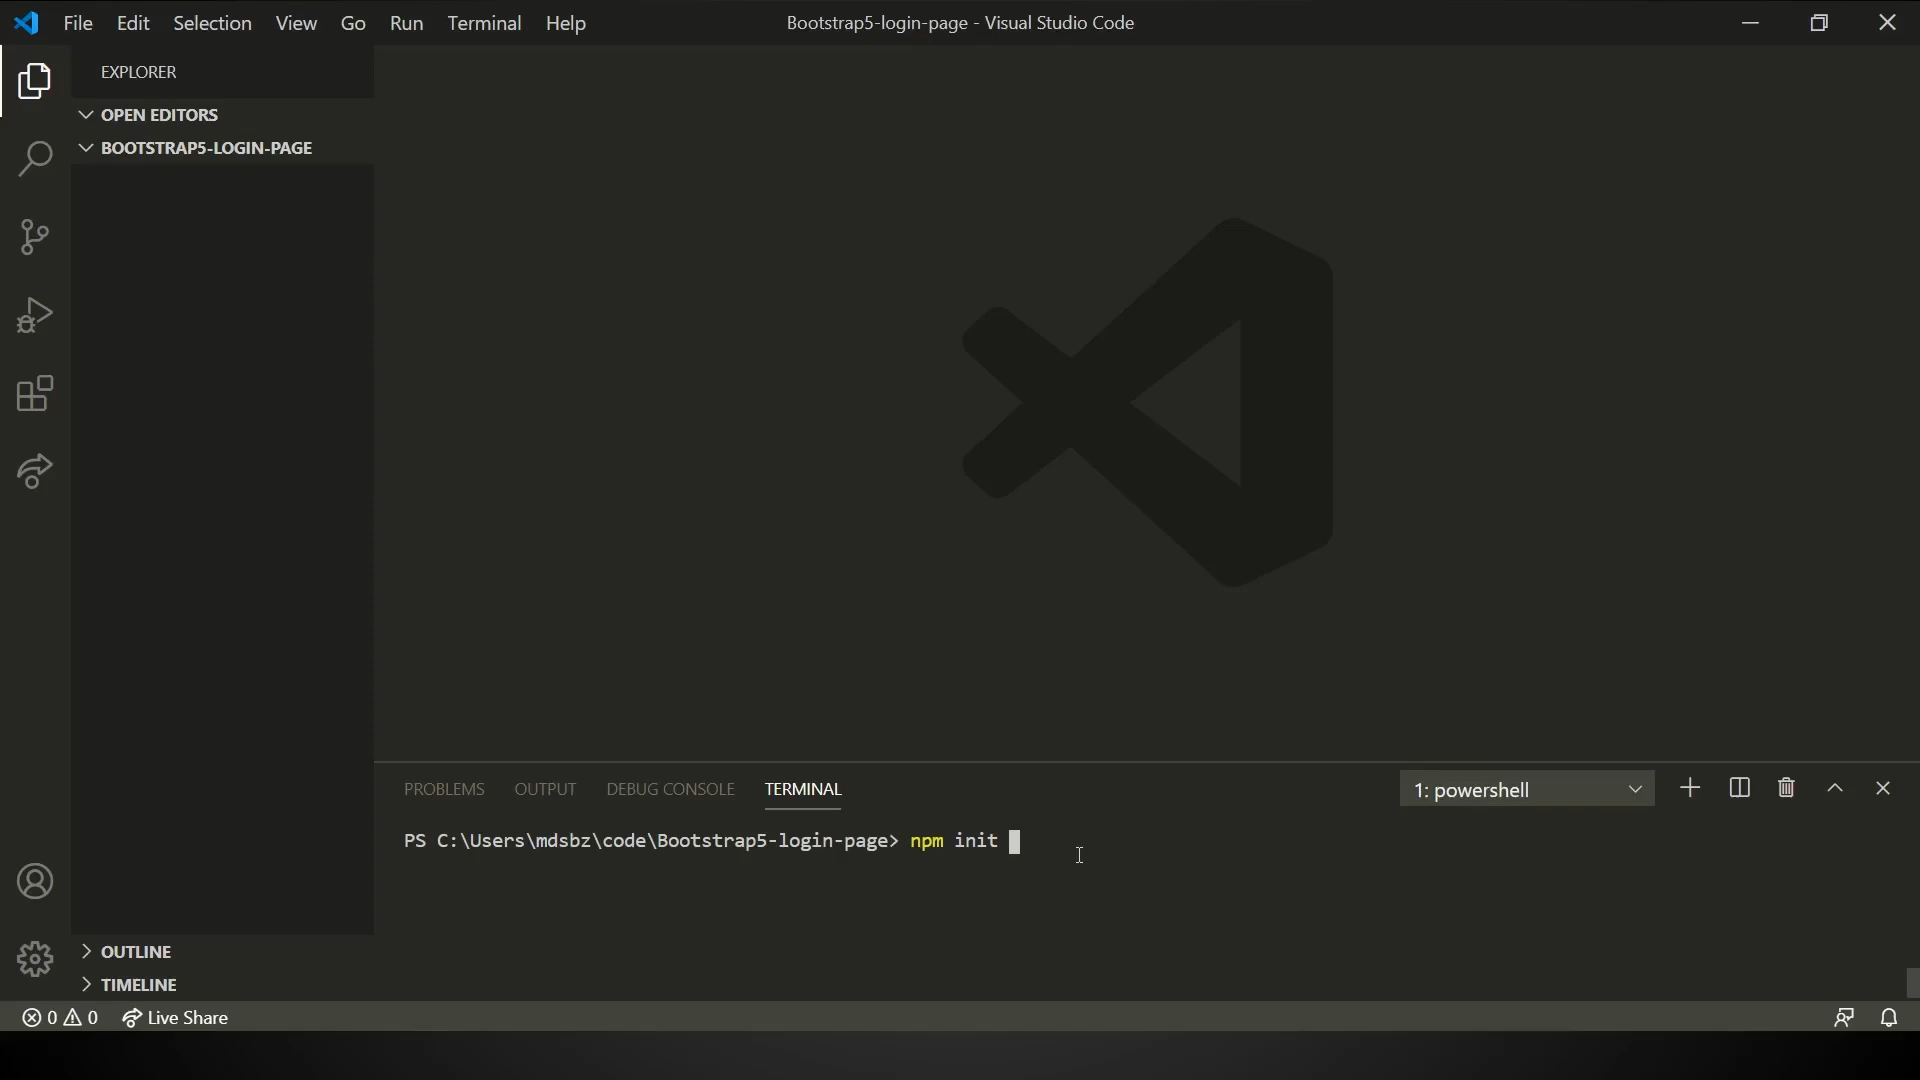 File Edit Selection View Go Run Terminal Help Bootstrap5-login-page - Visual Studio Code
EXPLORER
OPEN EDITORS
BOOTSTRAP5-LOGIN-PAGE
PROBLEMS OUTPUT DEBUG CONSOLE TERMINAL 1: powershell
PS C:\Users\mdsbz\code\Bootstrap5-login-page> npm init
OUTLINE
TIMELINE
0 0 Live Share